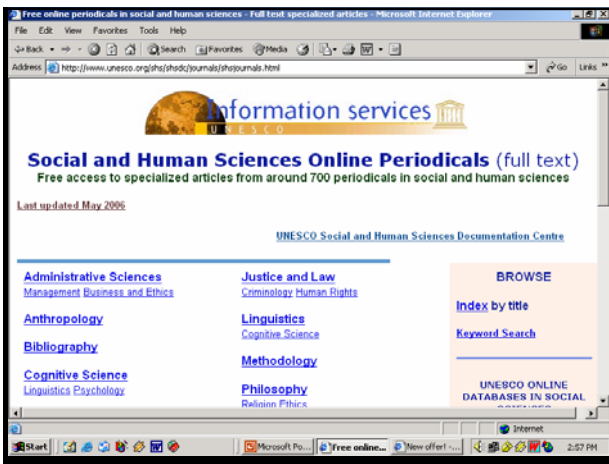 Free online periodicals in social and human sciences - Full text specialized articles - Microsoft Internet Explorer
File Edit View Favorites Tools Help
Back Search Favorites Media
Address http://www.unesco.org/shs/shsdc/journals/shsjournals.html Go Links »
Information services
UNESCO
Social and Human Sciences Online Periodicals (full text)
Free access to specialized articles from around 700 periodicals in social and human sciences
Last updated May 2006
UNESCO Social and Human Sciences Documentation Centre
Administrative Sciences
Management Business and Ethics
Anthropology
Bibliography
Cognitive Science
Linguistics Psychology
Justice and Law
Criminology Human Rights
Linguistics
Cognitive Science
Methodology
Philosophy
Religion Ethics
BROWSE
Index by title
Keyword Search
UNESCO ONLINE
DATABASES IN SOCIAL
Internet
Start Microsoft Po... Free online... New offer! -... 2:57 PM